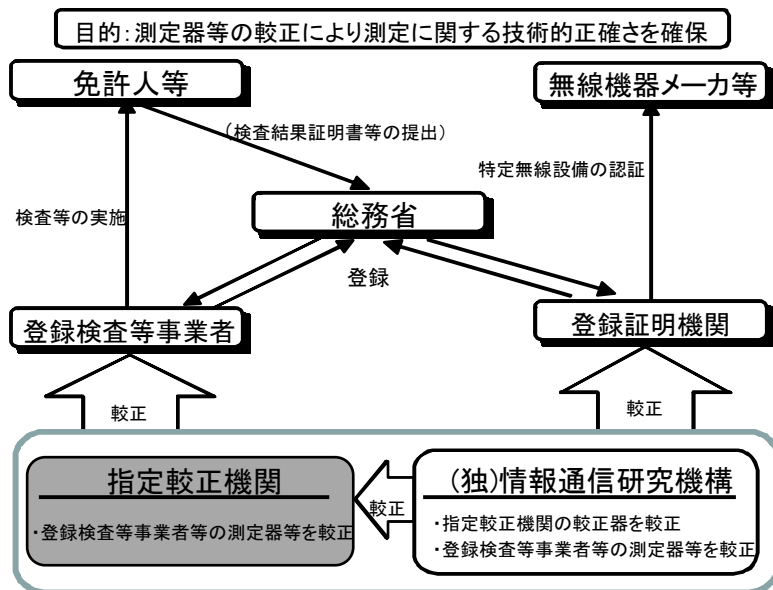 目的:測定器等の較正により測定に関する技術的正確さを確保
免許人等
無線機器メーカ等
(検査結果証明書等の提出)
特定無線設備の認証
検査等の実施
総務省
登録
登録検査等事業者
登録証明機関
較正
較正
指定較正機関
・登録検査等事業者等の測定器等を較正
較正
(独)情報通信研究機構
・指定較正機関の較正器を較正
・登録検査等事業者等の測定器等を較正